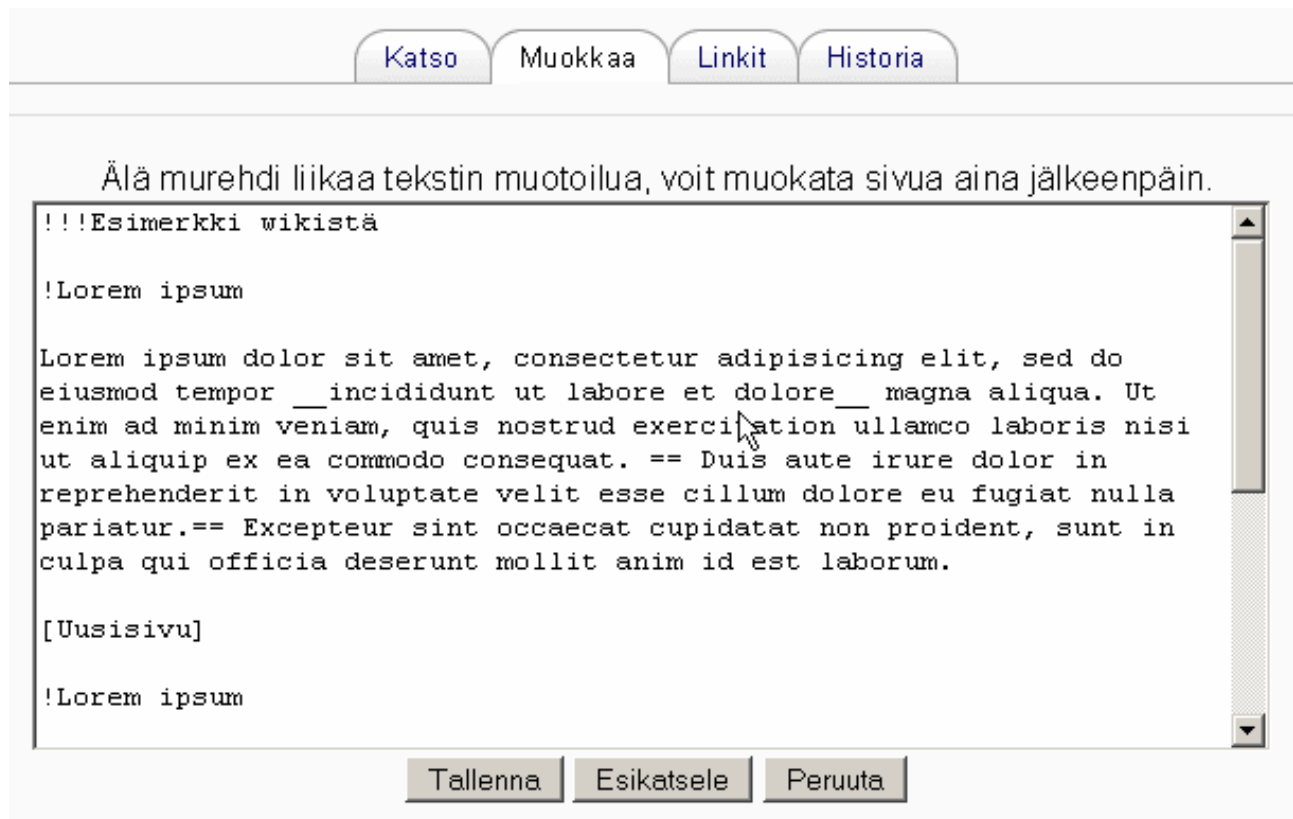 Katso Muokkaa Linkit Historia
Älä murehdi liikaa tekstin muotoilua, voit muokata sivua aina jälkeenpäin.
!!!Esimerkki wikistä
!Lorem ipsum
Lorem ipsum dolor sit amet, consectetur adipisicing elit, sed do
eiusmod tempor __incididunt ut labore et dolore__ magna aliqua. Ut
enim ad minim veniam, quis nostrud exercitation ullamco laboris nisi
ut aliquip ex ea commodo consequat. == Duis aute irure dolor in
reprehenderit in voluptate velit esse cillum dolore eu fugiat nulla
pariatur.== Excepteur sint occaecat cupidatat non proident, sunt in
culpa qui officia deserunt mollit anim id est laborum.
[Uusisivu]
!Lorem ipsum
Tallenna Esikatsele Peruuta